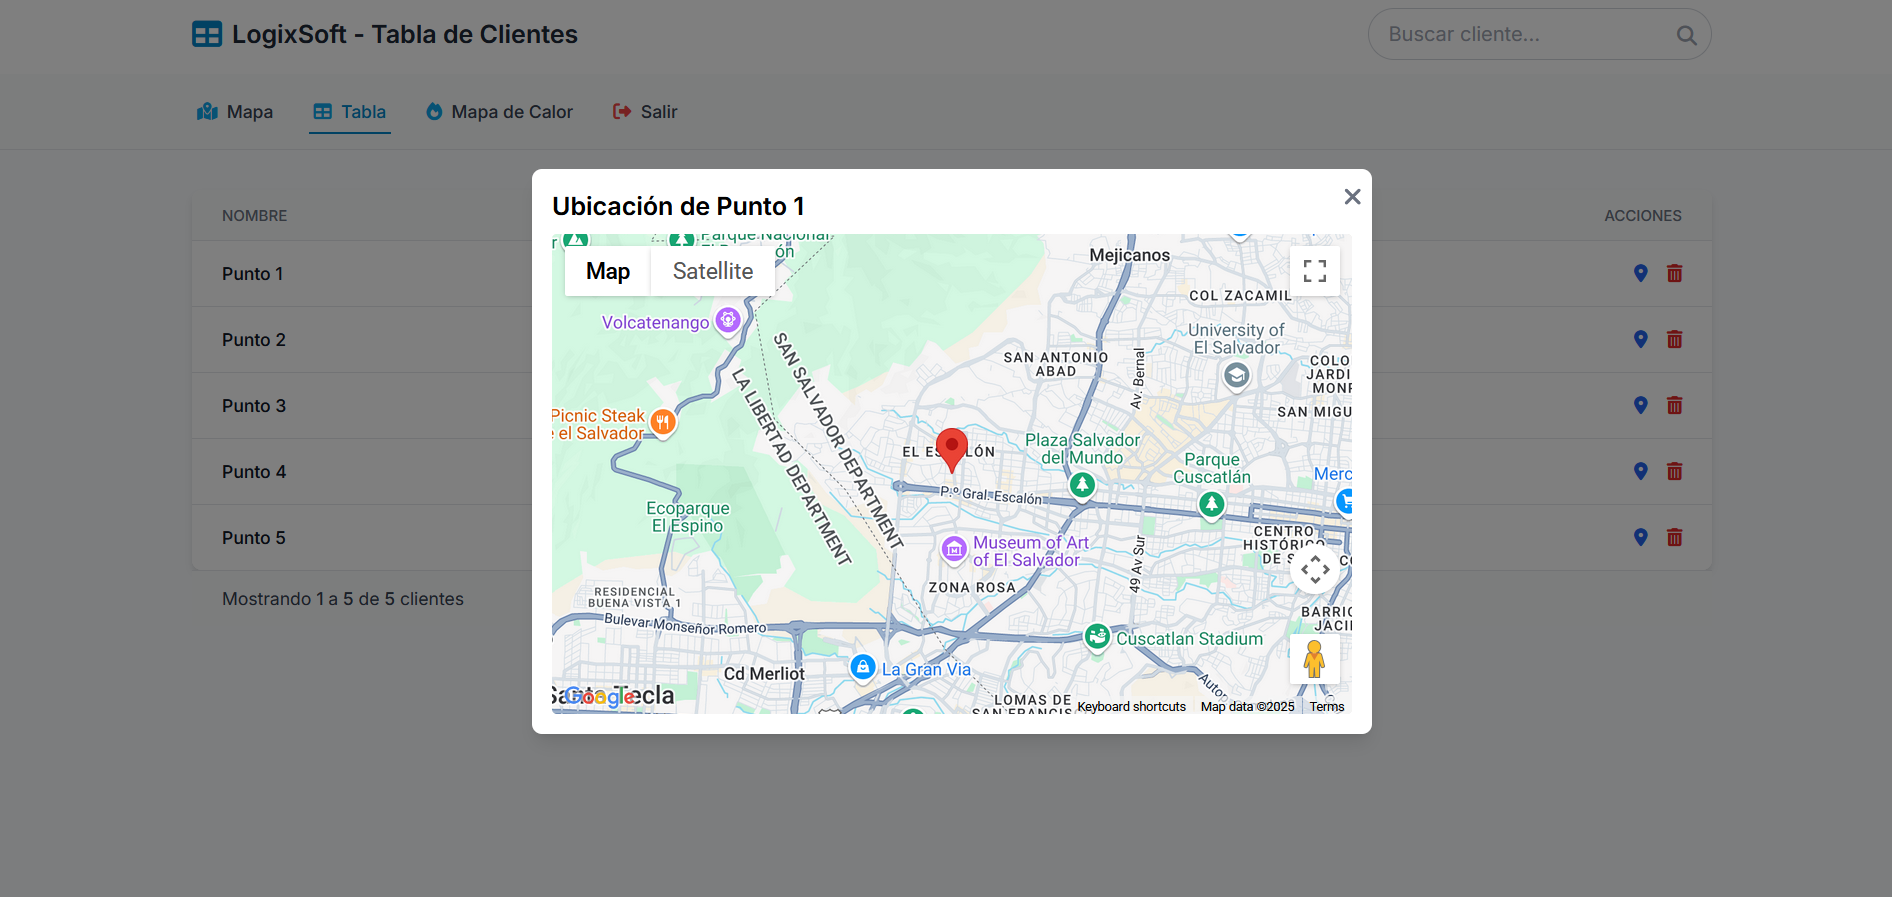 LogixSoft - Tabla de Clientes
Buscar cliente...
Mapa
Tabla
Mapa de Calor
Salir
NOMBRE
ACCIONES
Punto 1
Punto 2
Punto 3
Punto 4
Punto 5
Mostrando 1 a 5 de 5 clientes
Ubicación de Punto 1
Map
Satellite
Parque Nacional
Mejicanos
COL ZACAMIL
Volcatenango
University of
El Salvador
SAN ANTONIO
ABAD
COLO
JARDI
MONR
Av. Bernal
SAN SALVADOR DEPARTMENT
LA LIBERTAD DEPARTMENT
SAN MIGU
Picnic Steak
e el Salvador
EL ESCALÓN
Plaza Salvador
del Mundo
Parque
Cuscatlán
Merc
P.º Gral. Escalón
Ecoparque
El Espino
Museum of Art
of El Salvador
CENTRO
HISTÓRICO
DE S
49 Av Sur
ZONA ROSA
RESIDENCIAL
BUENA VISTA 1
BARRIO
JACI
Bulevar Monseñor Romero
Cuscatlan Stadium
La Gran Via
Cd Merliot
Santa Tecla
Google
Autop
LOMAS DE
SAN FRANCIS
Keyboard shortcuts
Map data ©2025
Terms